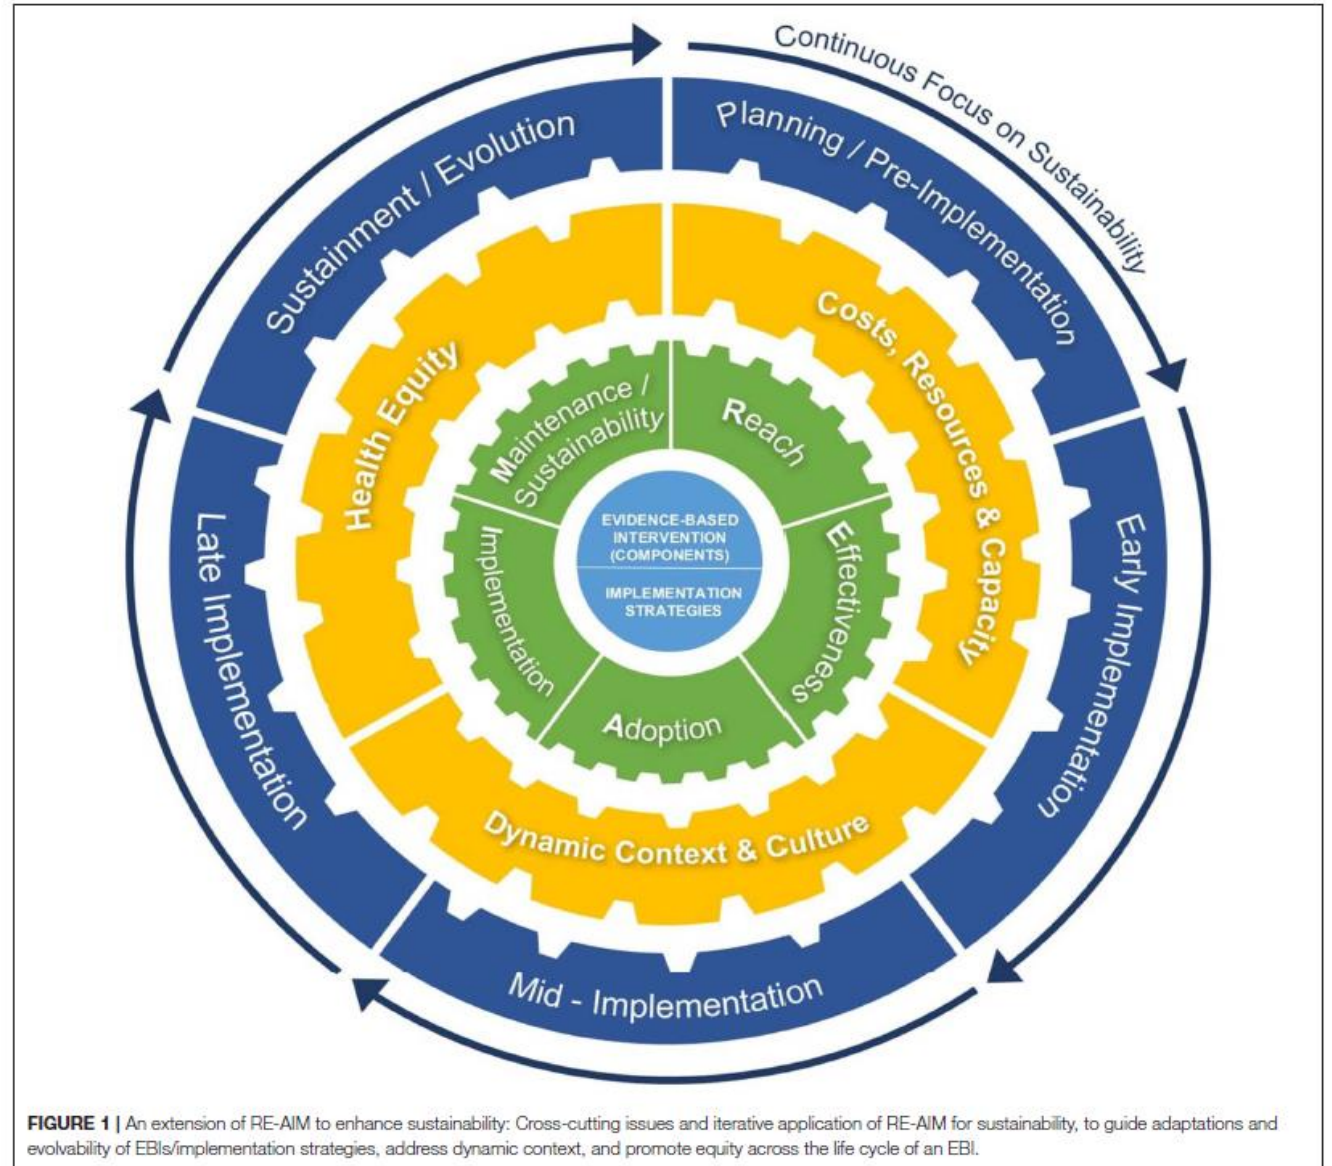 Continuous Focus on Sustainability
Planning / Pre-Implementation
Early Implementation
Mid - Implementation
Late Implementation
Sustainment / Evolution
Costs, Resources & Capacity
Dynamic Context & Culture
Health Equity
Reach
Effectiveness
Adoption
Implementation
Maintenance /
Sustainability
EVIDENCE-BASED
INTERVENTION
(COMPONENTS)
IMPLEMENTATION
STRATEGIES
FIGURE 1 | An extension of RE-AIM to enhance sustainability: Cross-cutting issues and iterative application of RE-AIM for sustainability, to guide adaptations and
evolvability of EBIs/implementation strategies, address dynamic context, and promote equity across the life cycle of an EBI.